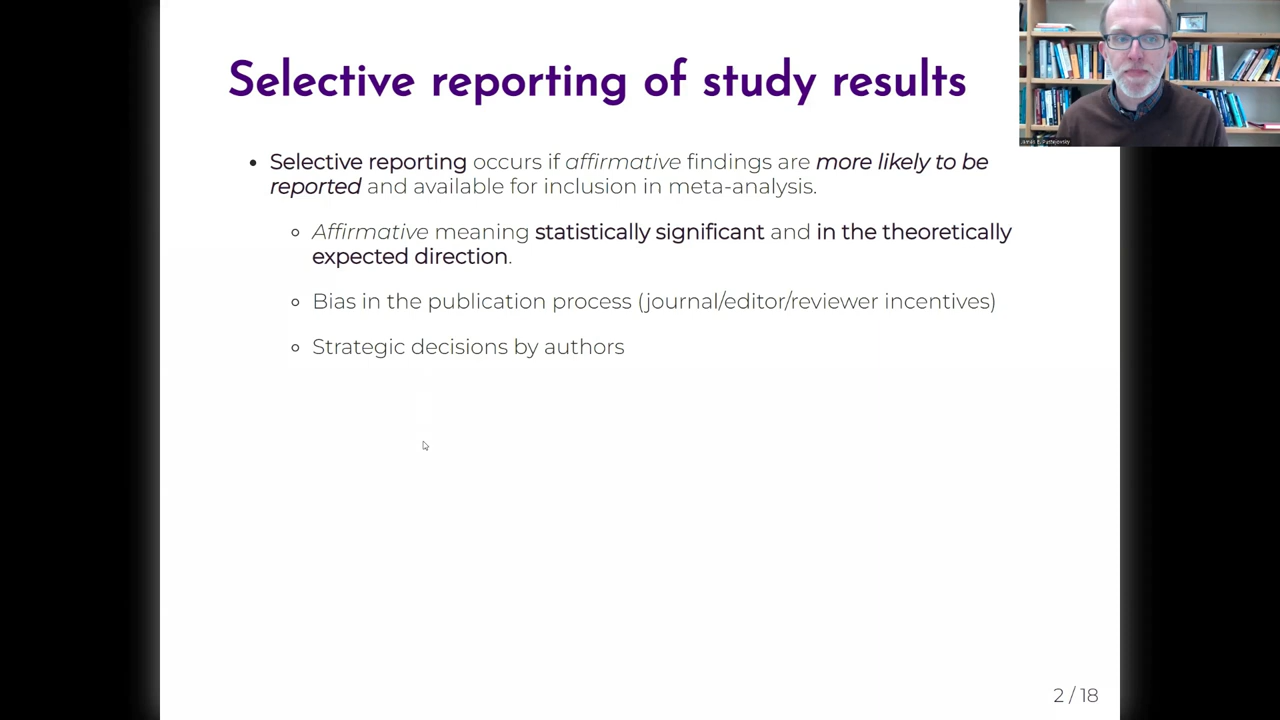 Selective reporting of study results
• Selective reporting occurs if affirmative findings are more likely to be
reported and available for inclusion in meta-analysis.
◦ Affirmative meaning statistically significant and in the theoretically
expected direction.
◦ Bias in the publication process (journal/editor/reviewer incentives)
◦ Strategic decisions by authors
2 / 18